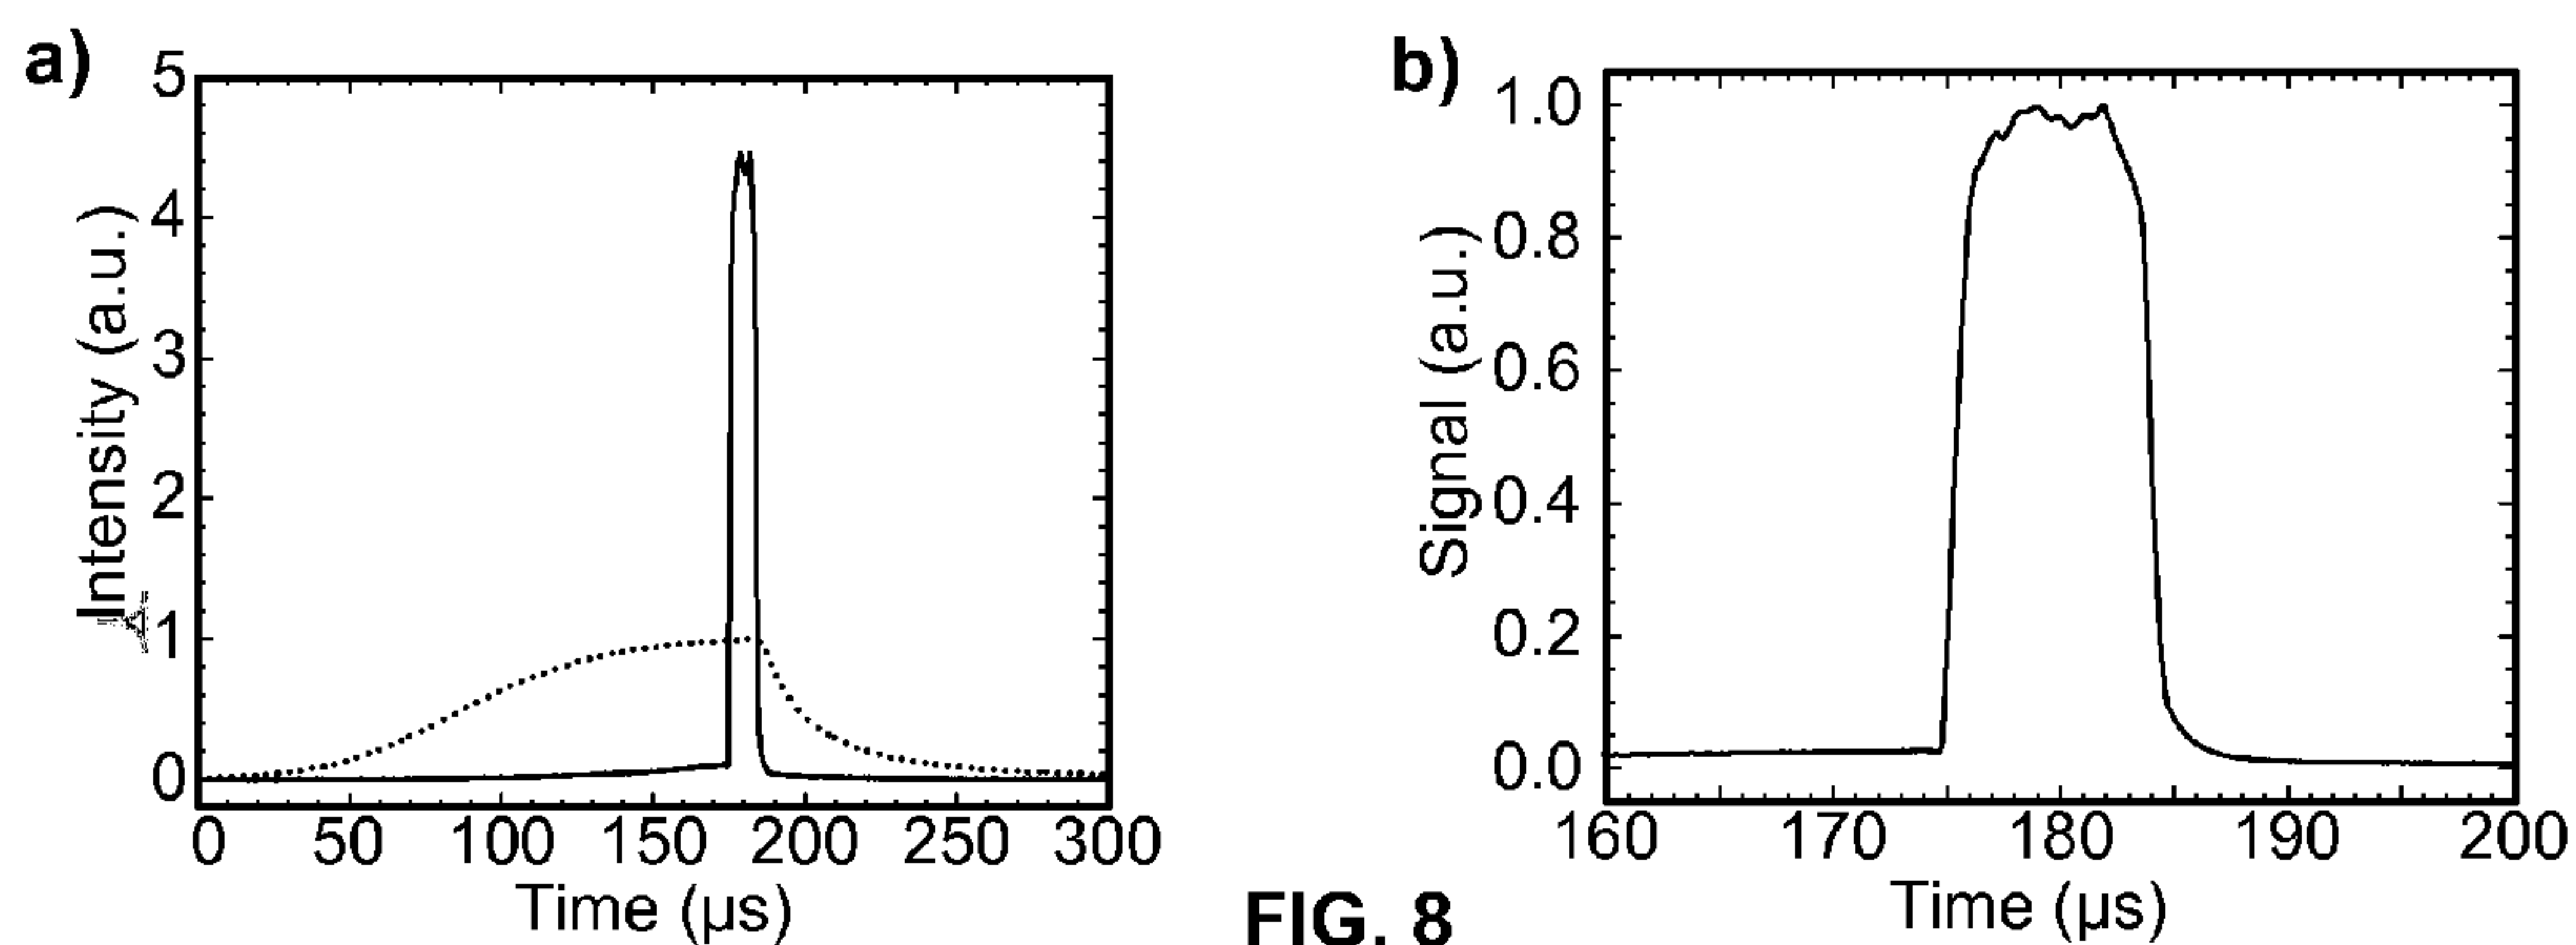 a)
5
4
3
2
1
0
Intensity (a.u.)
0 50 100 150 200 250 300
Time (µs)
b)
1.0
0.8
0.6
0.4
0.2
0.0
Signal (a.u.)
160 170 180 190 200
Time (µs)
FIG. 8